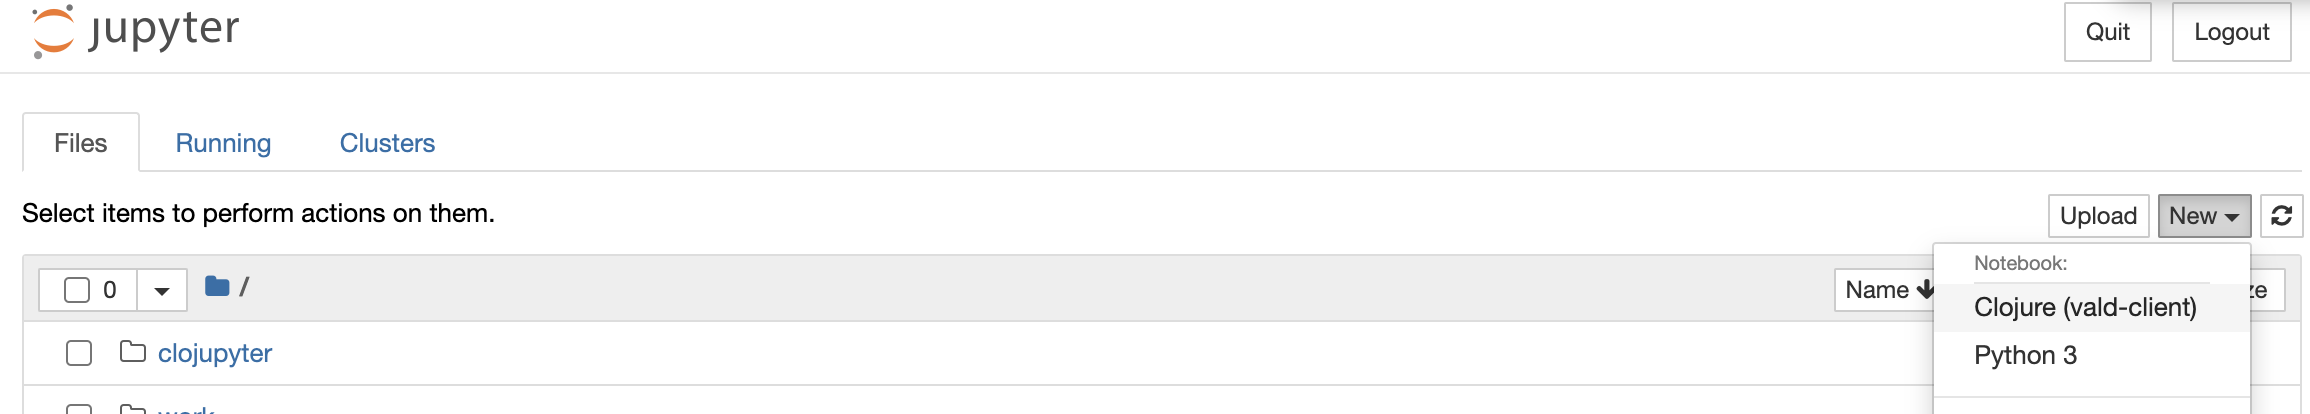 jupyter
Quit
Logout
Files
Running
Clusters
Select items to perform actions on them.
Upload
New
0
/
Name
Notebook:
Clojure (vald-client)
Python 3
clojupyter